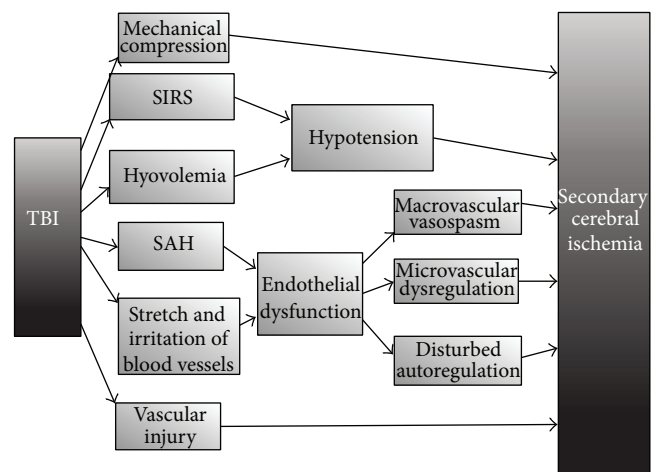 Mechanical
compression
SIRS
Hypotension
Hyovolemia
TBI
Macrovascular
vasospasm
Secondary
cerebral
ischemia
SAH
Endothelial
dysfunction
Microvascular
dysregulation
Stretch and
irritation of
blood vessels
Disturbed
autoregulation
Vascular
injury